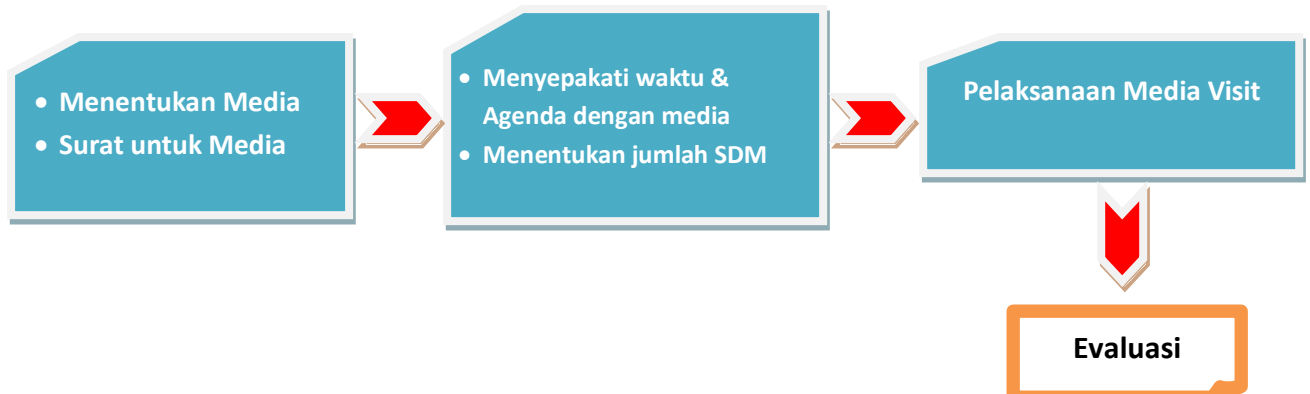 • Menentukan Media
• Surat untuk Media
• Menyepakati waktu &
Agenda dengan media
• Menentukan jumlah SDM
Pelaksanaan Media Visit
Evaluasi